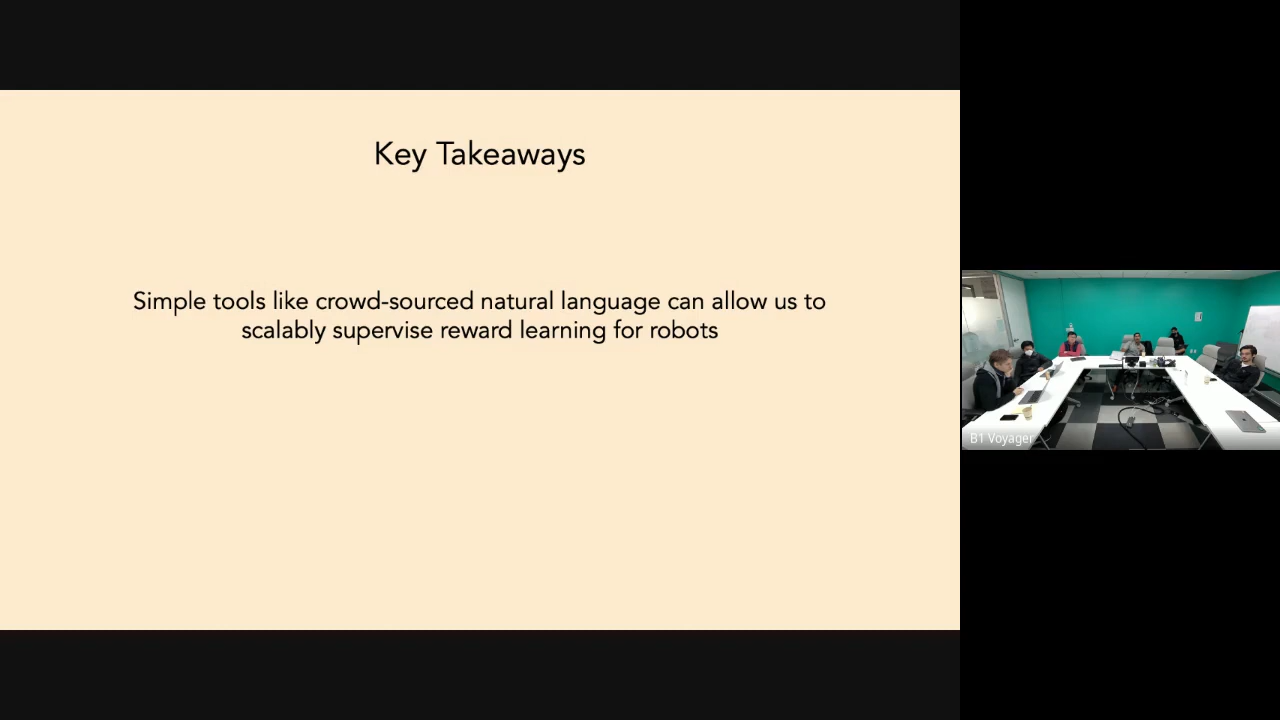 Key Takeaways
Simple tools like crowd-sourced natural language can allow us to
scalably supervise reward learning for robots
B1 Voyager